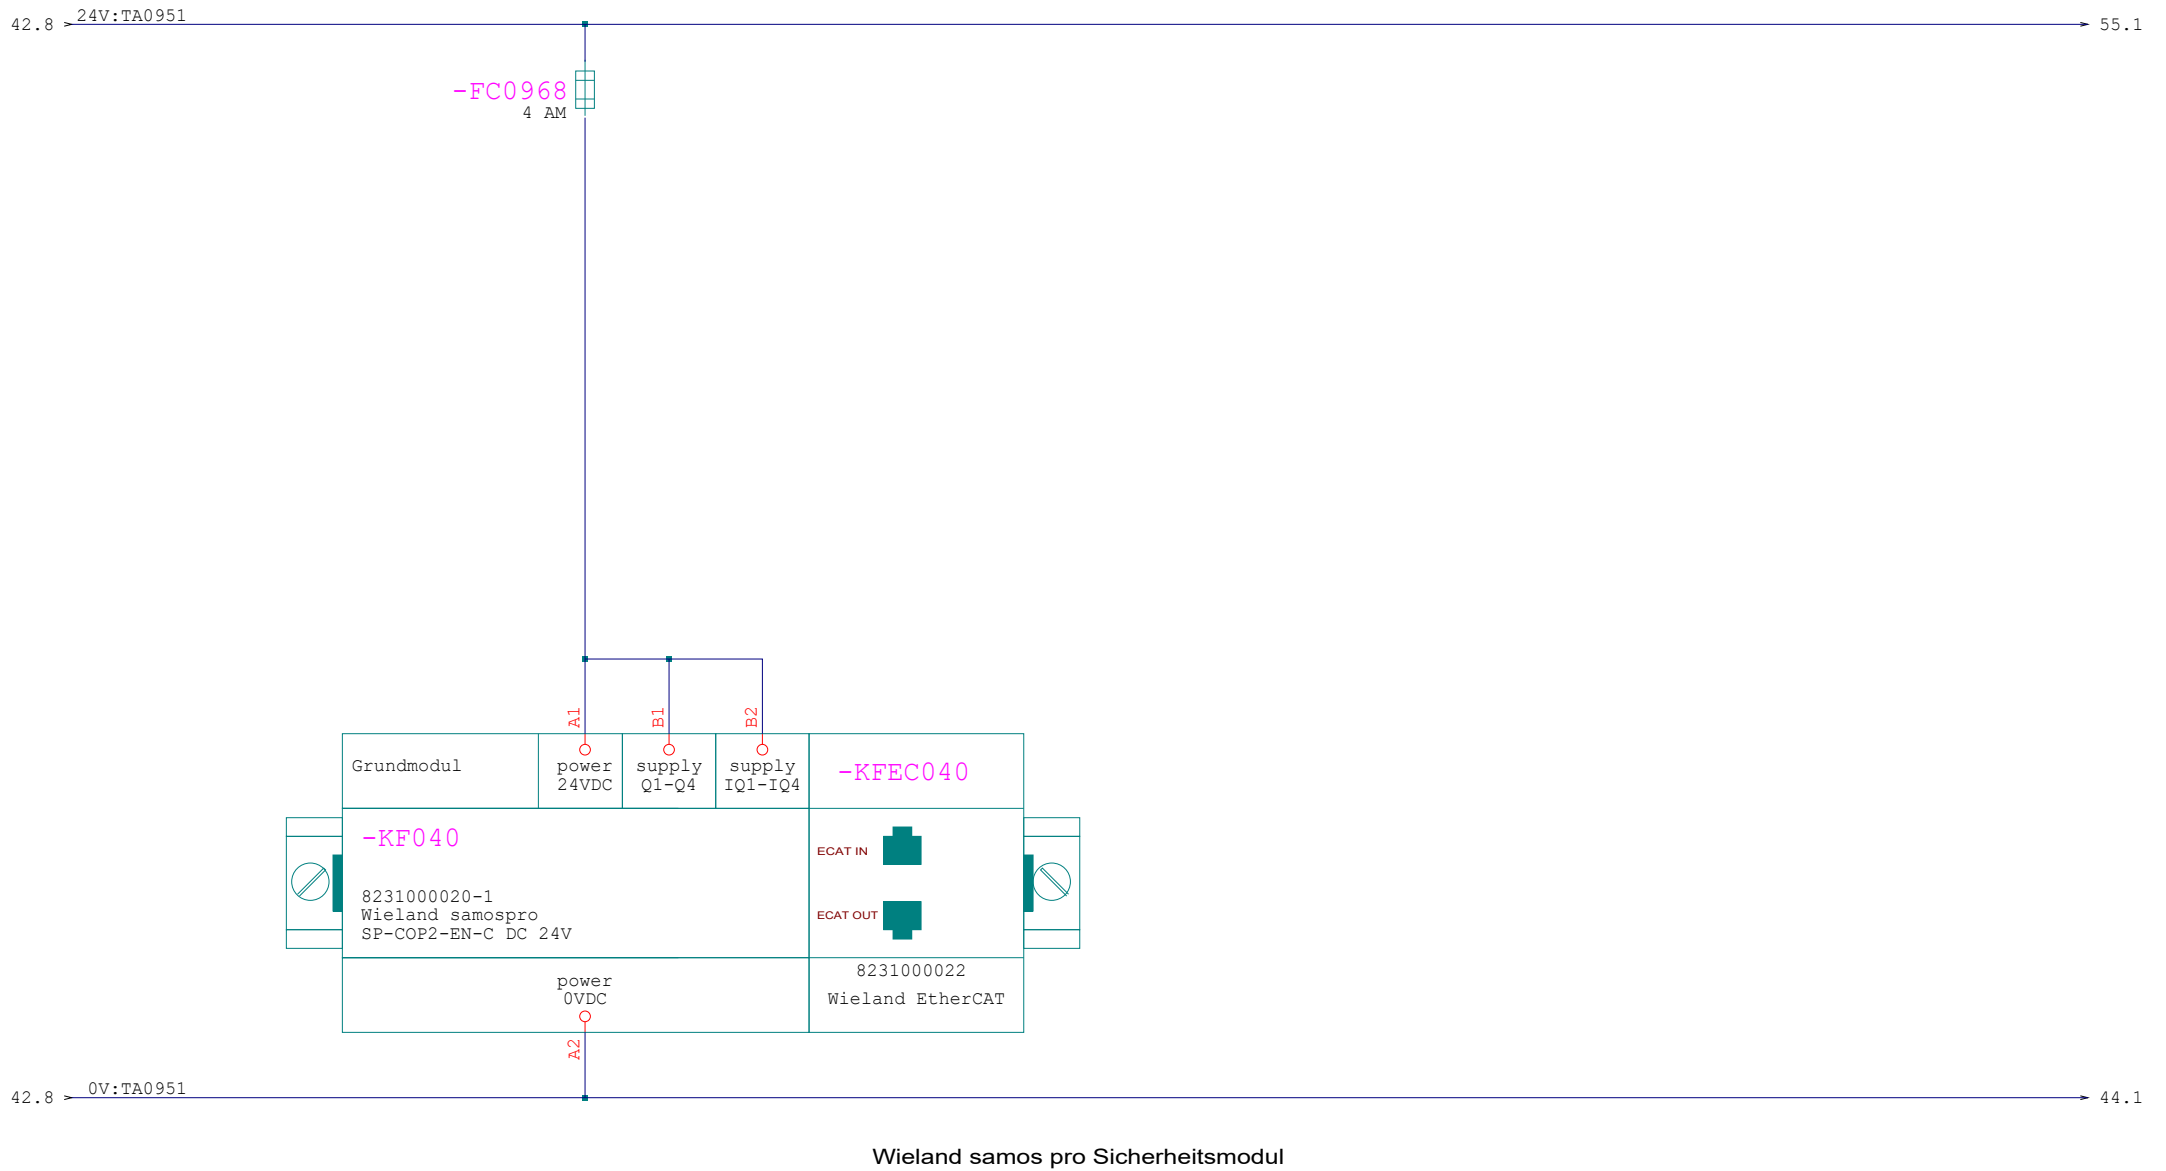 24V:TA0951
42.8
55.1
-FC0968
4 AM
A1
B1
B2
Grundmodul
power
24VDC
supply
Q1-Q4
supply
IQ1-IQ4
-KFEC040
-KF040
ECAT IN
8231000020-1
Wieland samospro
SP-COP2-EN-C DC 24V
ECAT OUT
8231000022
Wieland EtherCAT
power
0VDC
A2
0V:TA0951
42.8
44.1
Wieland samos pro Sicherheitsmodul